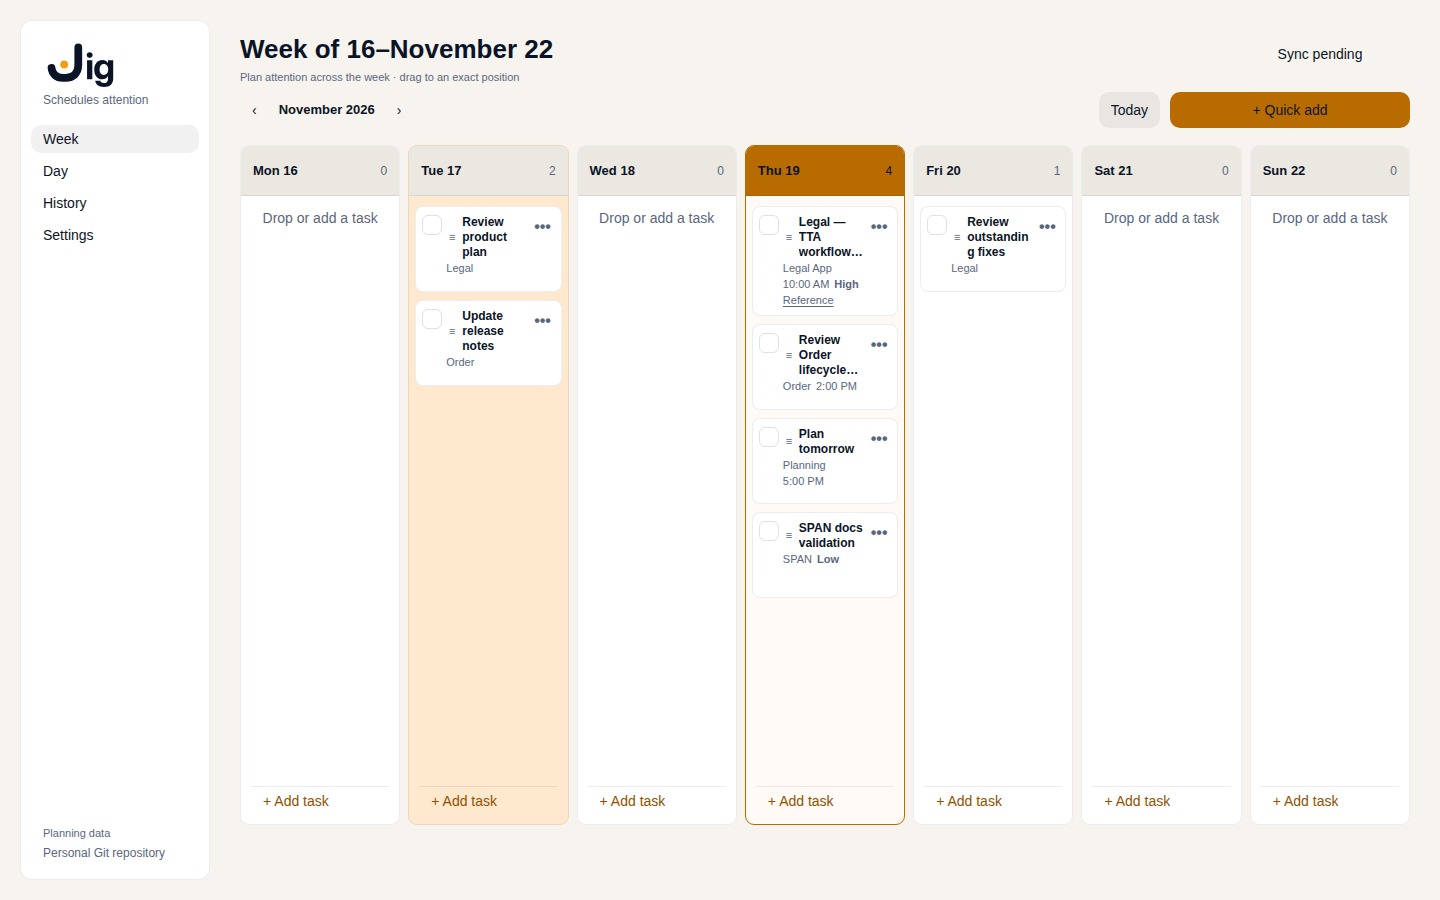 Jig
Schedules attention
Week
Day
History
Settings
Planning data
Personal Git repository
Week of 16–November 22
Plan attention across the week · drag to an exact position
Sync pending
‹ November 2026 ›
Today
+ Quick add
Mon 16 0
Drop or add a task
+ Add task
Tue 17 2
Review
product
plan
Legal
Update
release
notes
Order
+ Add task
Wed 18 0
Drop or add a task
+ Add task
Thu 19 4
Legal —
TTA
workflow…
Legal App
10:00 AM High
Reference
Review
Order
lifecycle…
Order 2:00 PM
Plan
tomorrow
Planning
5:00 PM
SPAN docs
validation
SPAN Low
+ Add task
Fri 20 1
Review
outstandin
g fixes
Legal
+ Add task
Sat 21 0
Drop or add a task
+ Add task
Sun 22 0
Drop or add a task
+ Add task